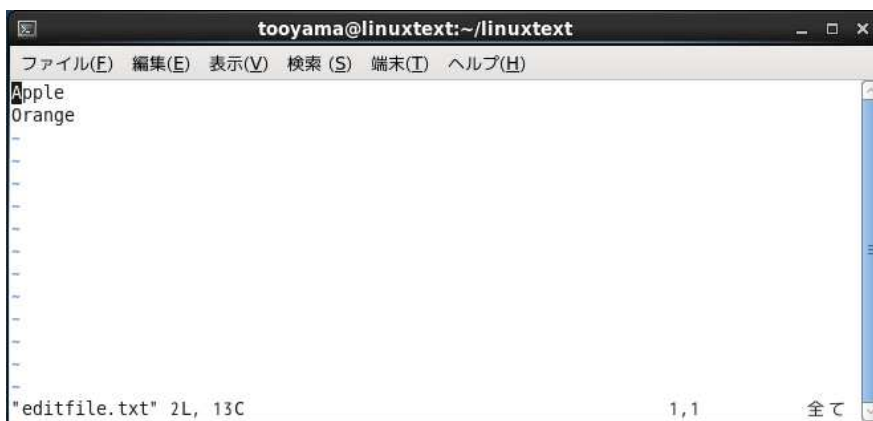 tooyama@linuxtext:~/linuxtext
ファイル(F) 編集(E) 表示(V) 検索 (S) 端末(T) ヘルプ(H)
Apple
Orange
~
~
~
~
~
~
~
~
~
~
~
~
"editfile.txt" 2L, 13C 1,1 全て